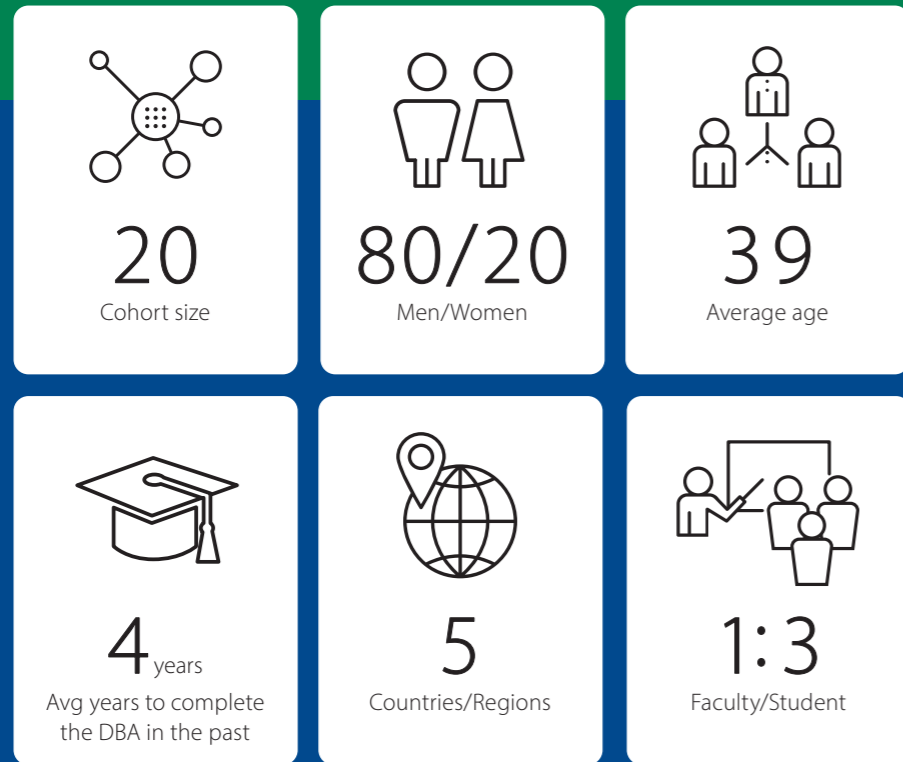 20
Cohort size
80/20
Men/Women
39
Average age
4 years
Avg years to complete
the DBA in the past
5
Countries/Regions
1:3
Faculty/Student